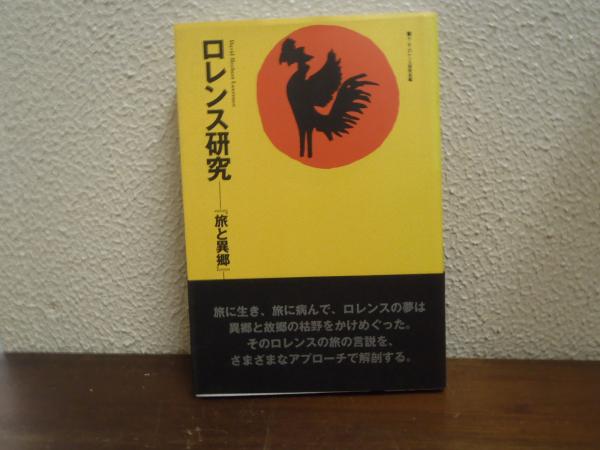 ロレンス研究
David Herbert Lawrence
『旅と異郷』
旅に生き、旅に病んで、ロレンスの夢は
異郷と故郷の枯野をかけめぐった。
そのロレンスの旅の言説を、
さまざまなアプローチで解剖する。